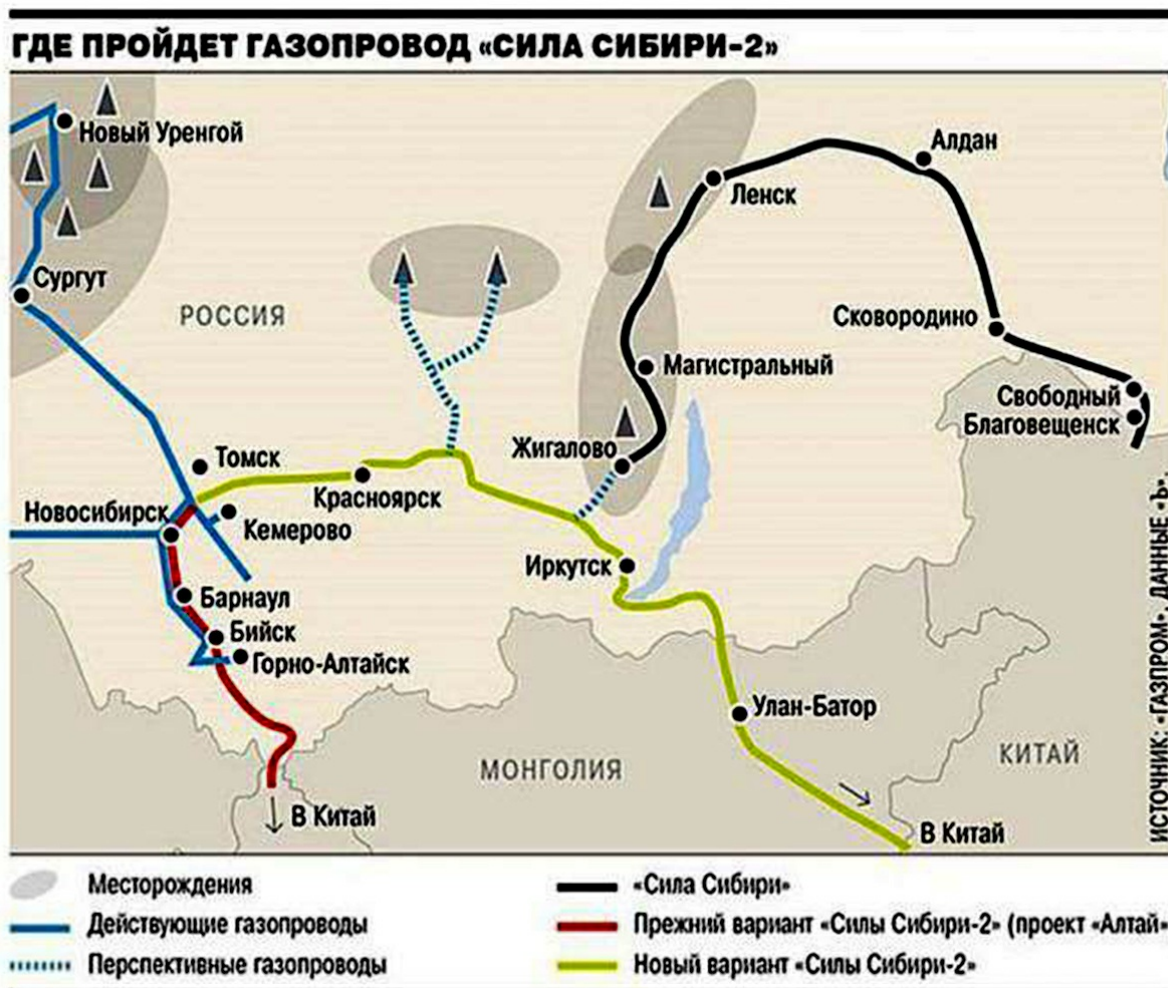 ГДЕ ПРОЙДЕТ ГАЗОПРОВОД «СИЛА СИБИРИ-2»
Новый Уренгой
Алдан
Ленск
Сургут
РОССИЯ
Сковородино
Магистральный
Свободный
Благовещенск
Жигалово
Томск
Красноярск
Новосибирск
Кемерово
Иркутск
Барнаул
Бийск
Горно-Алтайск
Улан-Батор
МОНГОЛИЯ
КИТАЙ
В Китай
В Китай
ИСТОЧНИК: «ГАЗПРОМ», ДАННЫЕ «Ъ».
Месторождения
Действующие газопроводы
Перспективные газопроводы
«Сила Сибири»
Прежний вариант «Силы Сибири-2» (проект «Алтай»
Новый вариант «Силы Сибири-2»